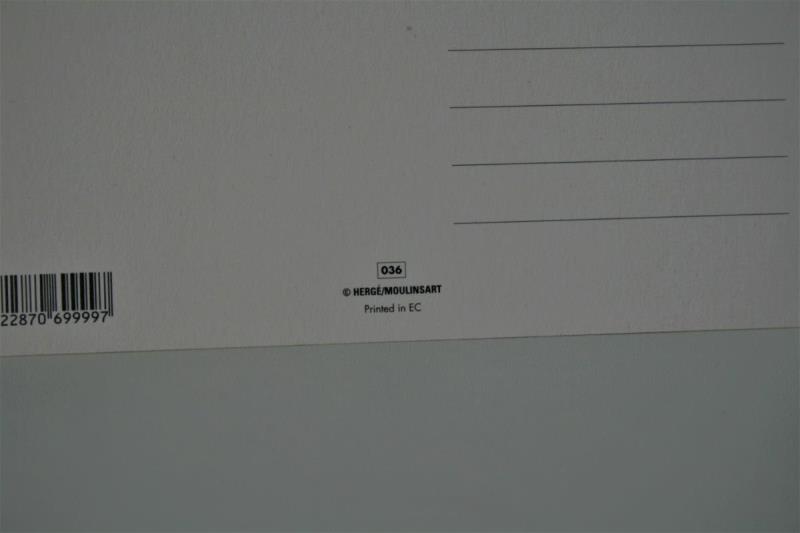 036
© HERGÉ/MOULINSART
Printed in EC
22870 699997